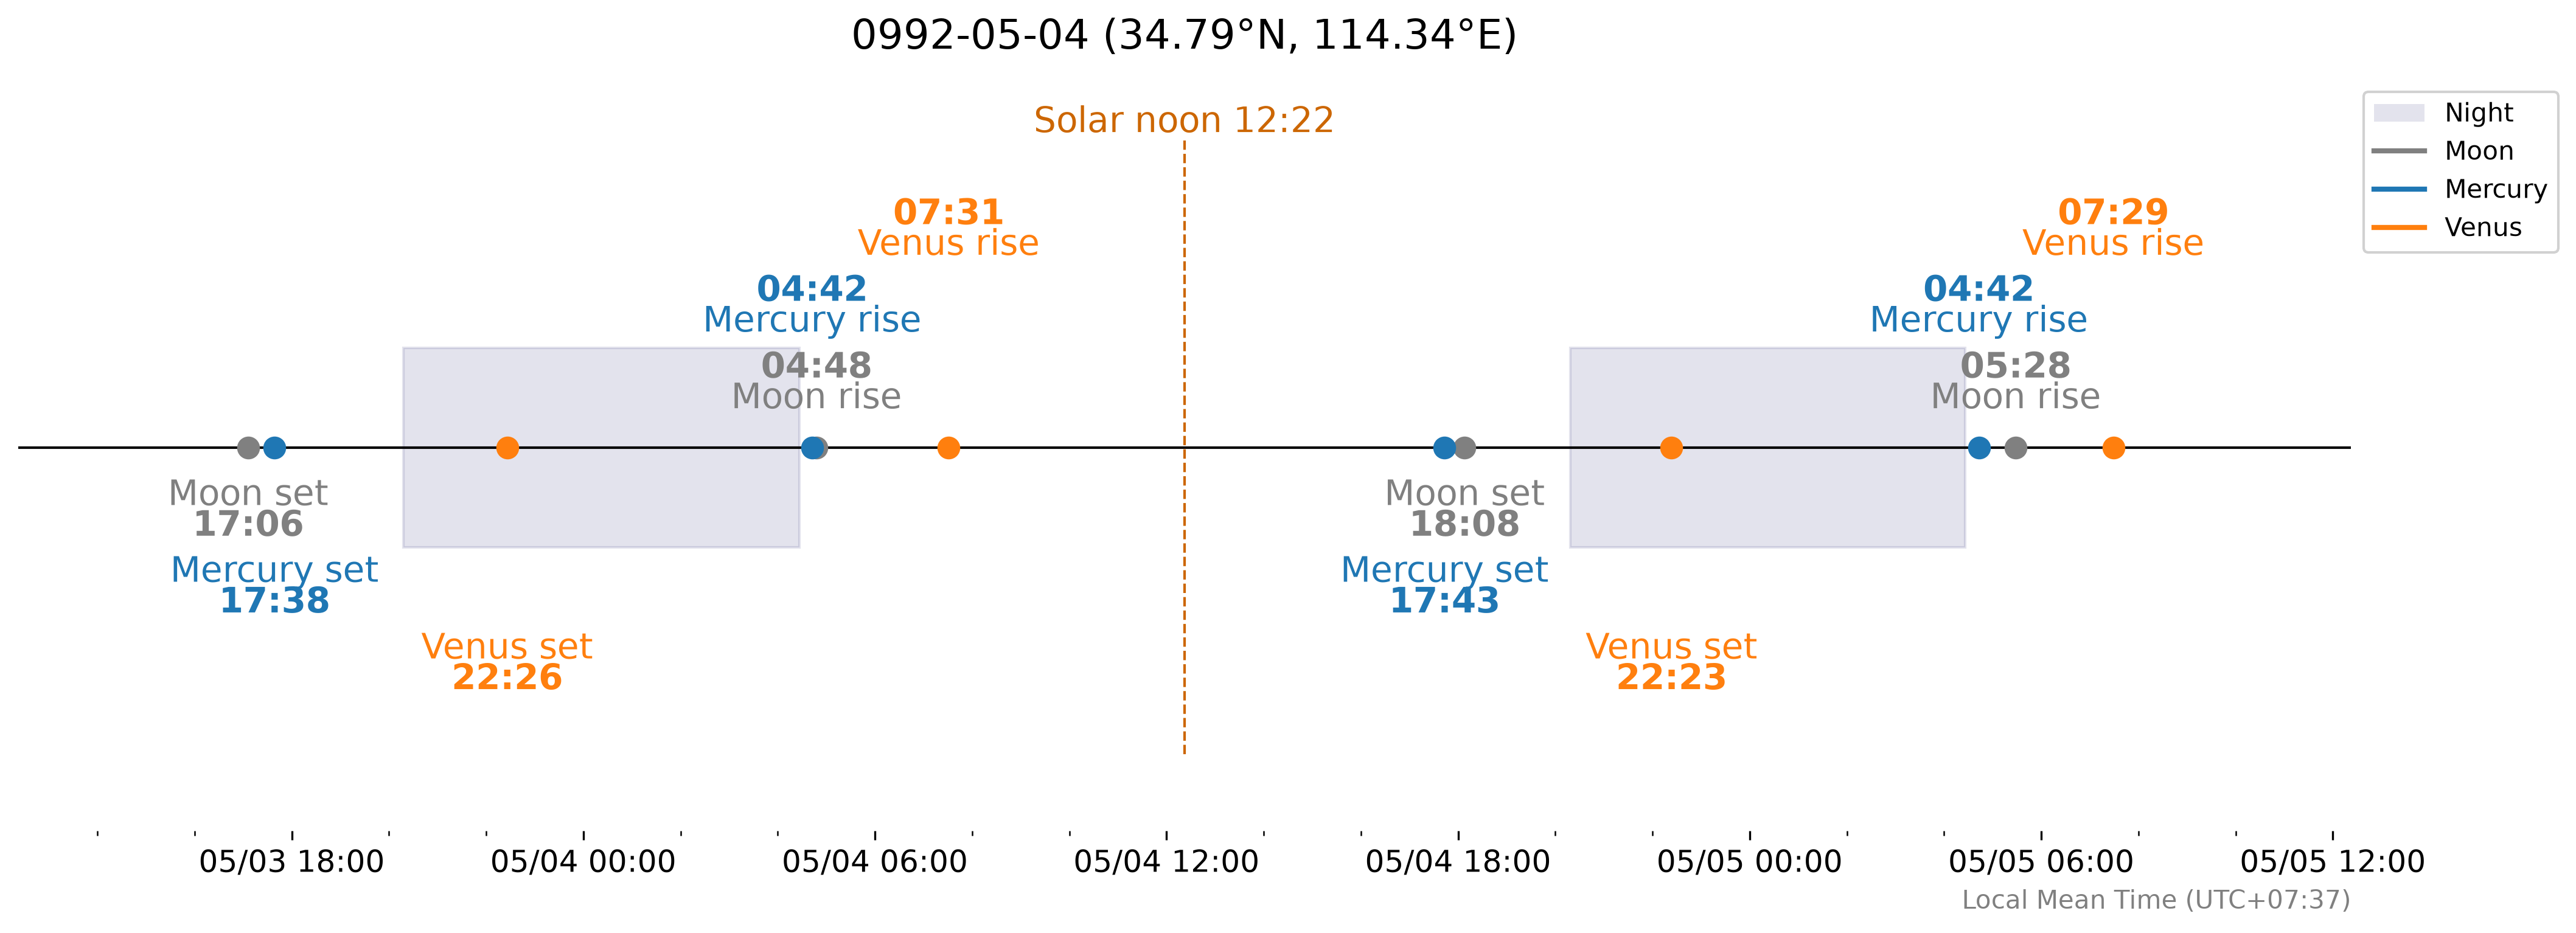 0992-05-04 (34.79°N, 114.34°E)
Solar noon 12:22
Night
Moon
Mercury
Venus
07:31
Venus rise
07:29
Venus rise
04:42
Mercury rise
04:42
Mercury rise
04:48
Moon rise
05:28
Moon rise
Moon set
17:06
Moon set
18:08
Mercury set
17:38
Mercury set
17:43
Venus set
22:26
Venus set
22:23
05/03 18:00
05/04 00:00
05/04 06:00
05/04 12:00
05/04 18:00
05/05 00:00
05/05 06:00
05/05 12:00
Local Mean Time (UTC+07:37)